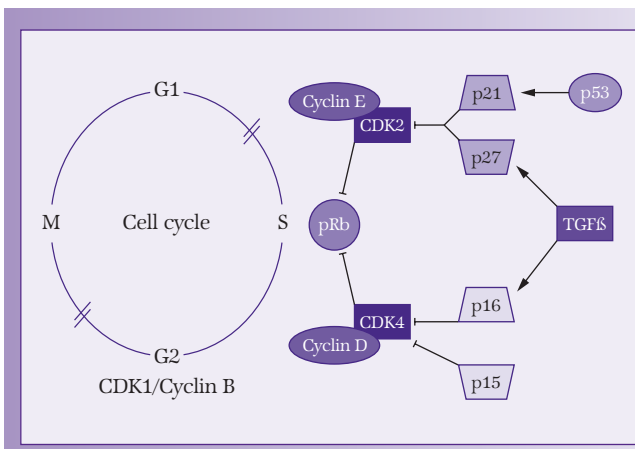 G1
M
Cell cycle
S
G2
CDK1/Cyclin B
Cyclin E
CDK2
p21
p53
p27
pRb
TGFß
CDK4
Cyclin D
p16
p15